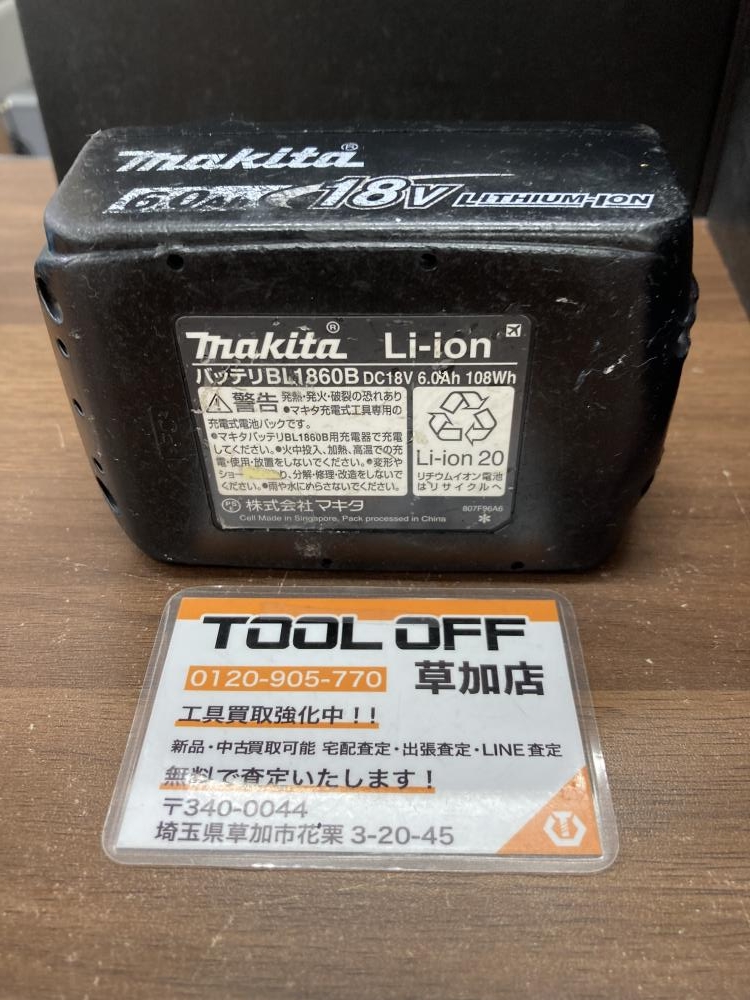 makita®
6.0Ah 18V LITHIUM-ION
makita® Li-ion
バッテリBL1860B DC18V 6.0Ah 108Wh
警告 発熱・発火・破裂の恐れあり
●マキタ充電式工具専用の
充電式電池パックです。
●マキタバッテリBL1860B用充電器で充電
してください。●火中投入、加熱、高温での充
電・使用・放置をしないでください。●変形や
ショー り、分解・修理・改造をしないで
ください。●雨や水にぬらさないでください。
Li-ion 20
リチウムイオン電池
はリサイクルへ
PSE 株式会社マキタ
Cell Made in Singapore, Pack processed in China
807F96A6
*
TOOL OFF
0120-905-770 草加店
工具買取強化中！！
新品・中古買取可能 宅配査定・出張査定・LINE査定
無料で査定いたします！
〒340-0044
埼玉県草加市花栗 3-20-45